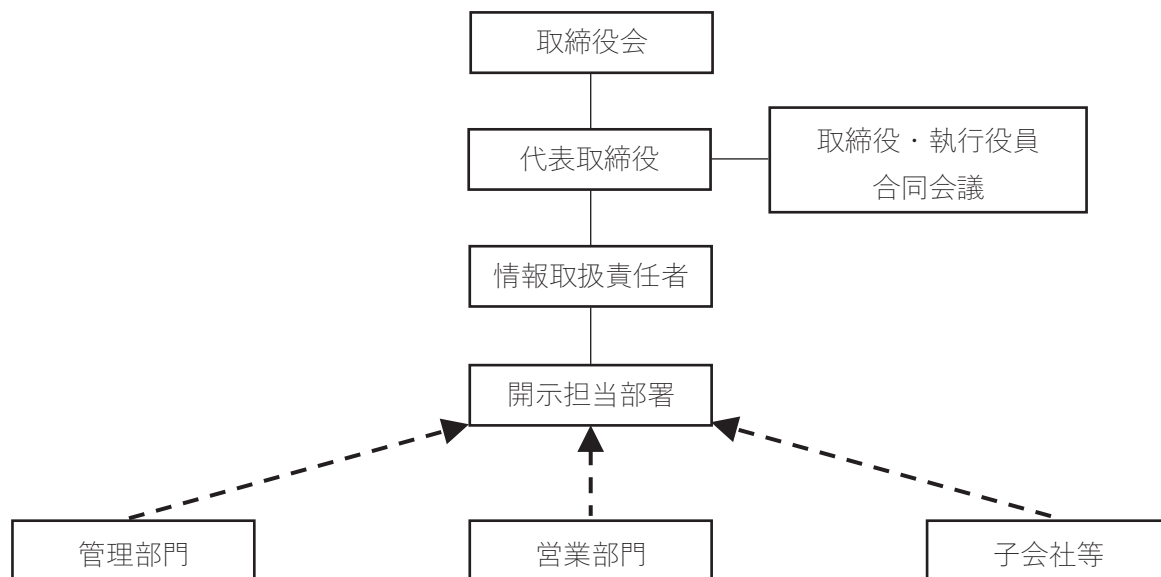 取締役会
代表取締役
取締役・執行役員
合同会議
情報取扱責任者
開示担当部署
管理部門
営業部門
子会社等